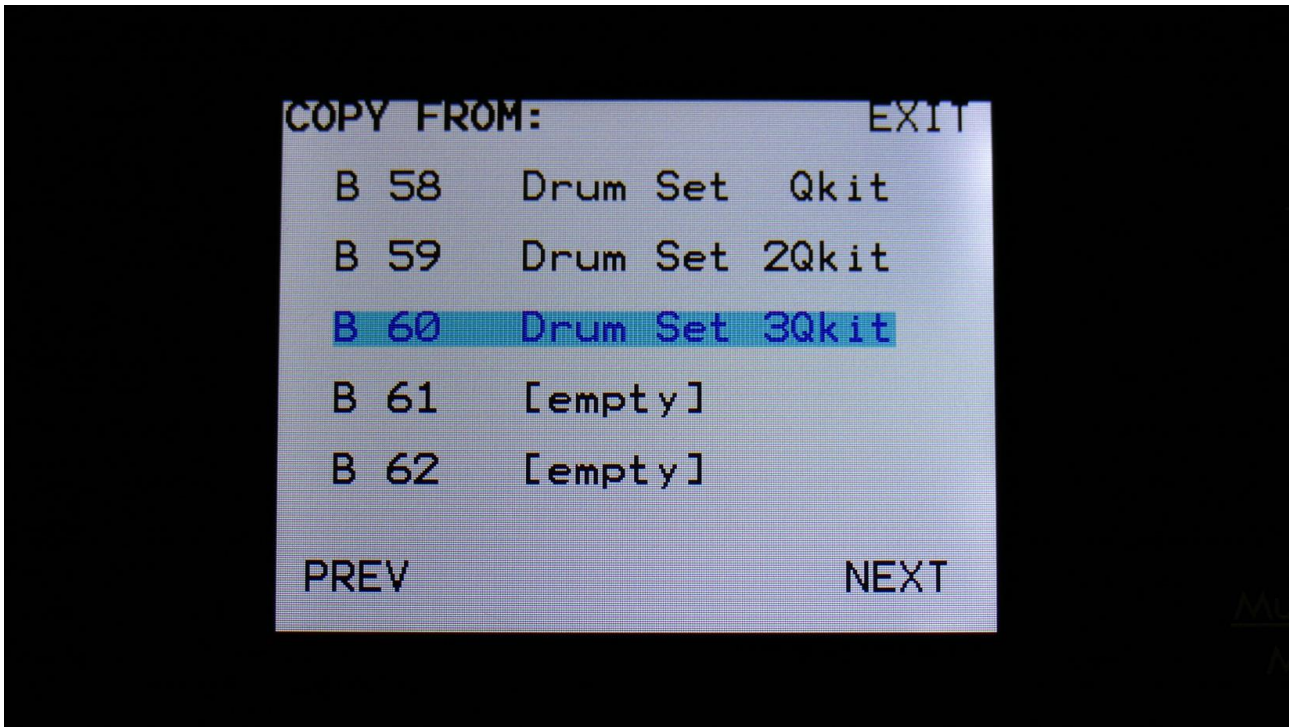 COPY FROM: EXIT
B 58 Drum Set Qkit
B 59 Drum Set 2Qkit
B 60 Drum Set 3Qkit
B 61 [empty]
B 62 [empty]
PREV NEXT